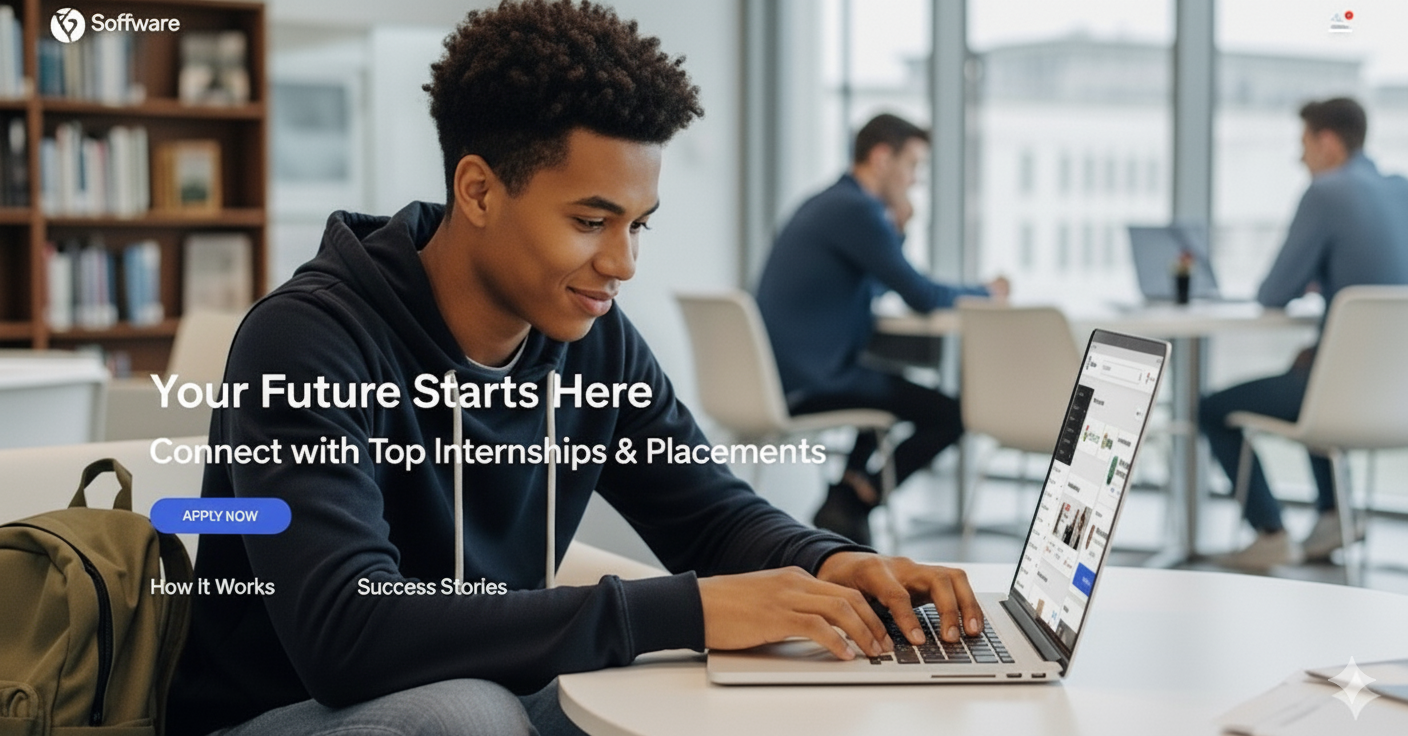 Soffware
Your Future Starts Here
Connect with Top Internships & Placements
APPLY NOW
How It Works
Success Stories